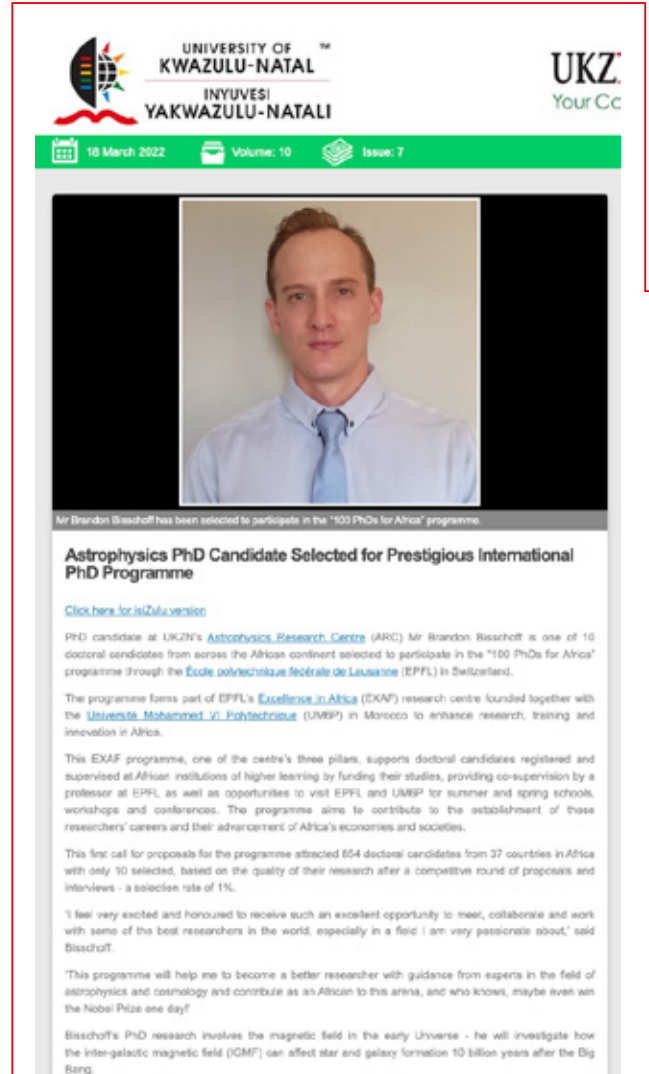 UNIVERSITY OF ™
KWAZULU-NATAL
INYUVESI
YAKWAZULU-NATALI
UKZ
Your Co
18 March 2022 Volume: 10 Issue: 7
Mr Brandon Bisschoff has been selected to participate in the "100 PhDs for Africa" programme.
Astrophysics PhD Candidate Selected for Prestigious International
PhD Programme
Click here for isiZulu version
PhD candidate at UKZN's Astrophysics Research Centre (ARC) Mr Brandon Bisschoff is one of 10
doctoral candidates from across the African continent selected to participate in the "100 PhDs for Africa"
programme through the École polytechnique fédérale de Lausanne (EPFL) in Switzerland.
The programme forms part of EPFL's Excellence in Africa (EXAF) research centre founded together with
the Université Mohammed VI Polytechnique (UM6P) in Morocco to enhance research, training and
innovation in Africa.
This EXAF programme, one of the centre's three pillars, supports doctoral candidates registered and
supervised at African institutions of higher learning by funding their studies, providing co-supervision by a
professor at EPFL as well as opportunities to visit EPFL and UM6P for summer and spring schools,
workshops and conferences. The programme aims to contribute to the establishment of these
researchers' careers and their advancement of Africa's economies and societies.
This first call for proposals for the programme attracted 854 doctoral candidates from 37 countries in Africa
with only 10 selected, based on the quality of their research after a competitive round of proposals and
interviews - a selection rate of 1%.
'I feel very excited and honoured to receive such an excellent opportunity to meet, collaborate and work
with some of the best researchers in the world, especially in a field I am very passionate about,' said
Bisschoff.
'This programme will help me to become a better researcher with guidance from experts in the field of
astrophysics and cosmology and contribute as an African to this arena, and who knows, maybe even win
the Nobel Prize one day!'
Bisschoff's PhD research involves the magnetic field in the early Universe - he will investigate how
the inter-galactic magnetic field (IGMF) can affect star and galaxy formation 10 billion years after the Big
Bang.